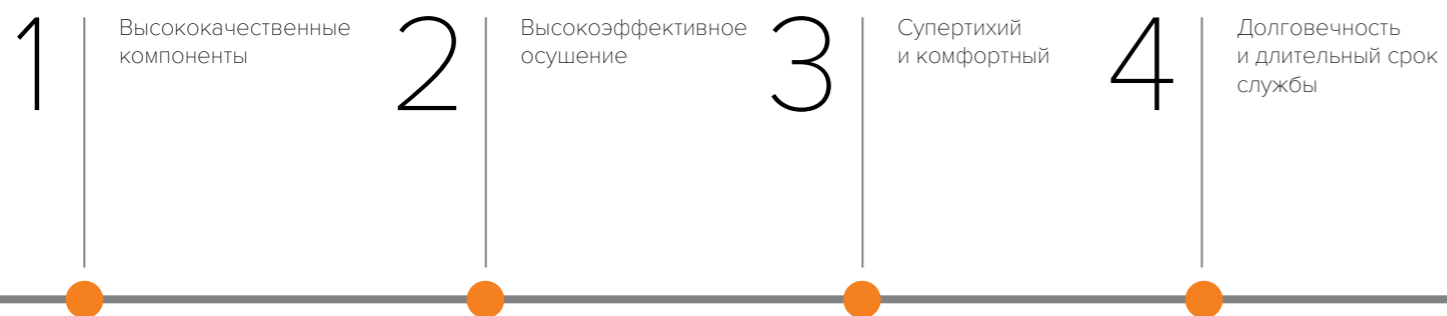 1
Высококачественные
компоненты
2
Высокоэффективное
осушение
3
Супертихий
и комфортный
4
Долговечность
и длительный срок
службы